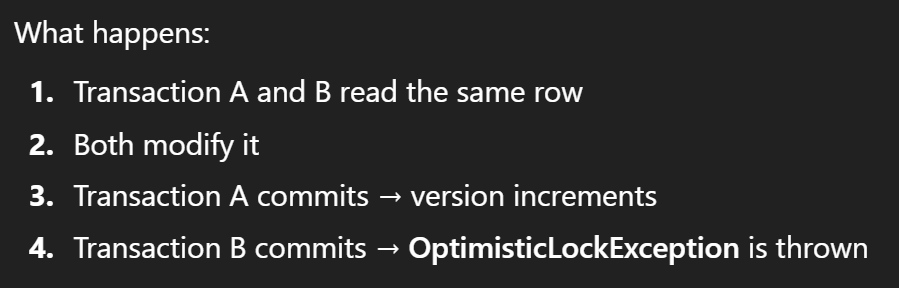 What happens:
1. Transaction A and B read the same row
2. Both modify it
3. Transaction A commits → version increments
4. Transaction B commits → OptimisticLockException is thrown